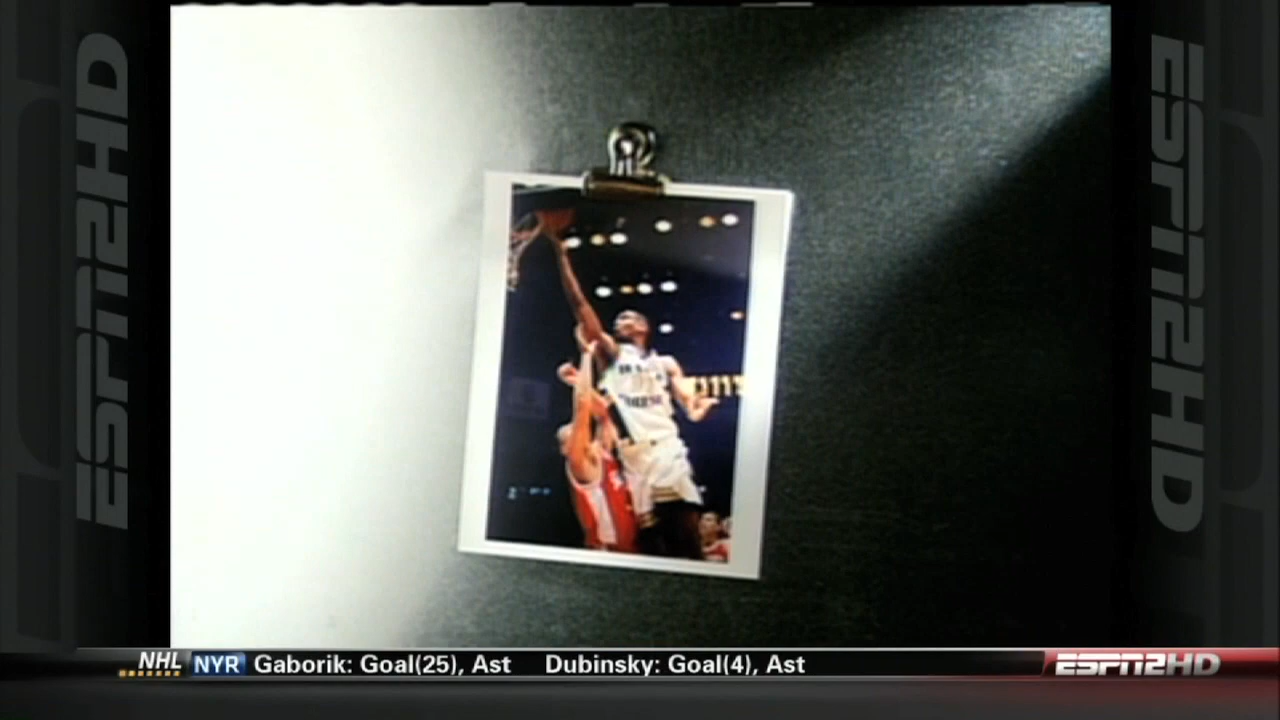 ESPN2HD
ESPN2HD
NHL NYR Gaborik: Goal(25), Ast Dubinsky: Goal(4), Ast ESPN2HD